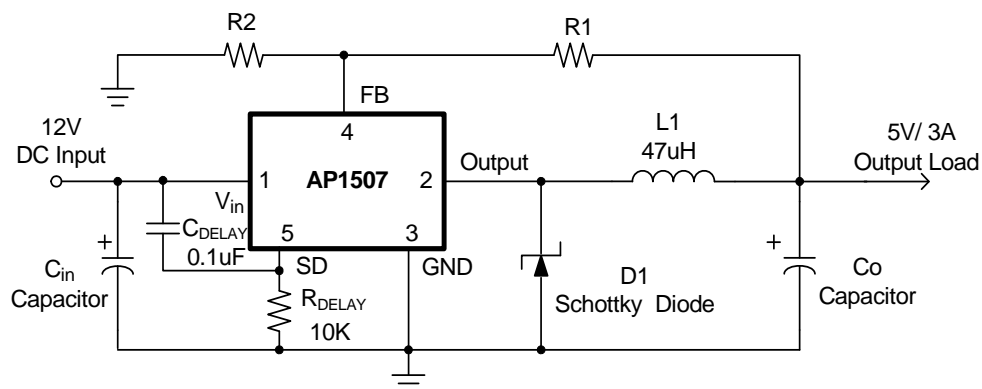 R2
R1
FB
4
12V
DC Input
L1
47uH
5V/ 3A
Output Load
Output
1
AP1507
2
Vin
CDELAY
0.1uF
5
3
SD
GND
+
Cin
Capacitor
RDELAY
10K
D1
Schottky Diode
+
Co
Capacitor